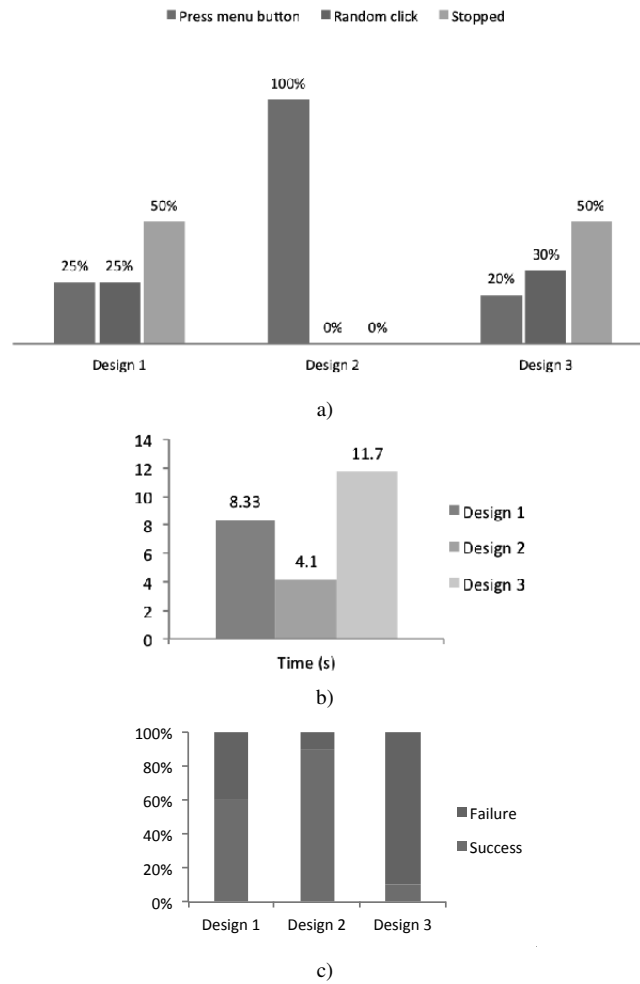 Press menu button Random click Stopped
100%
50%
50%
25% 25%
30%
20%
0% 0%
Design 1 Design 2 Design 3
a)
14
12
10
8
6
4
2
0
8.33
4.1
11.7
Time (s)
Design 1
Design 2
Design 3
b)
100%
80%
60%
40%
20%
0%
Design 1 Design 2 Design 3
Failure
Success
c)